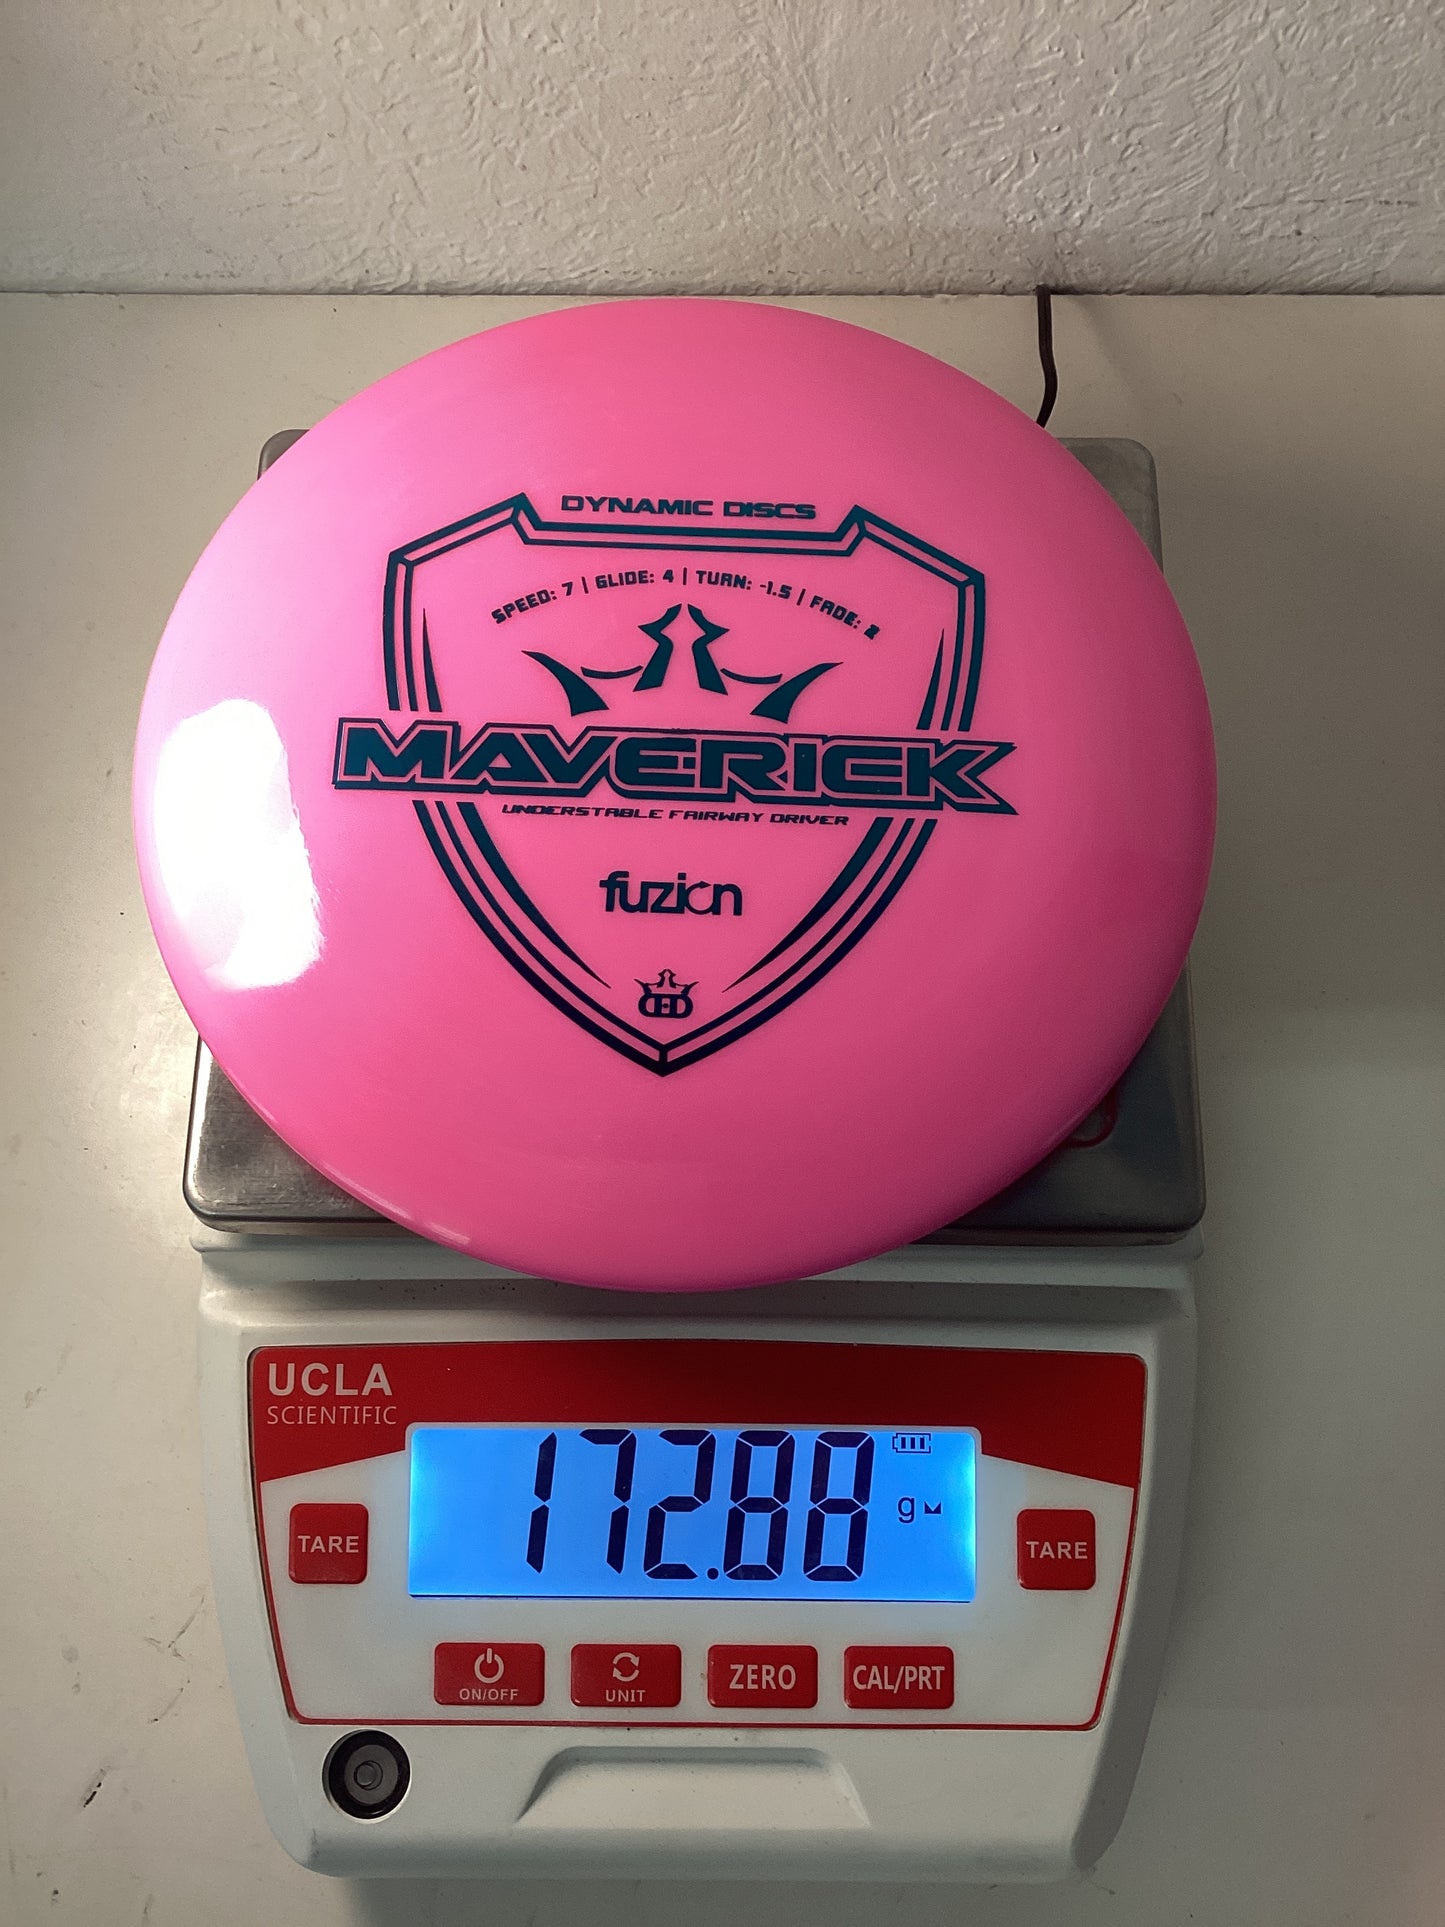 DYNAMIC DISCS
SPEED: 7 | GLIDE: 4 | TURN: -1.5 | FADE: 2
MAVERICK
UNDERSTABLE FAIRWAY DRIVER
fuzion
DD
UCLA
SCIENTIFIC
172.88 g
TARE
TARE
ON/OFF
UNIT
ZERO
CAL/PRT